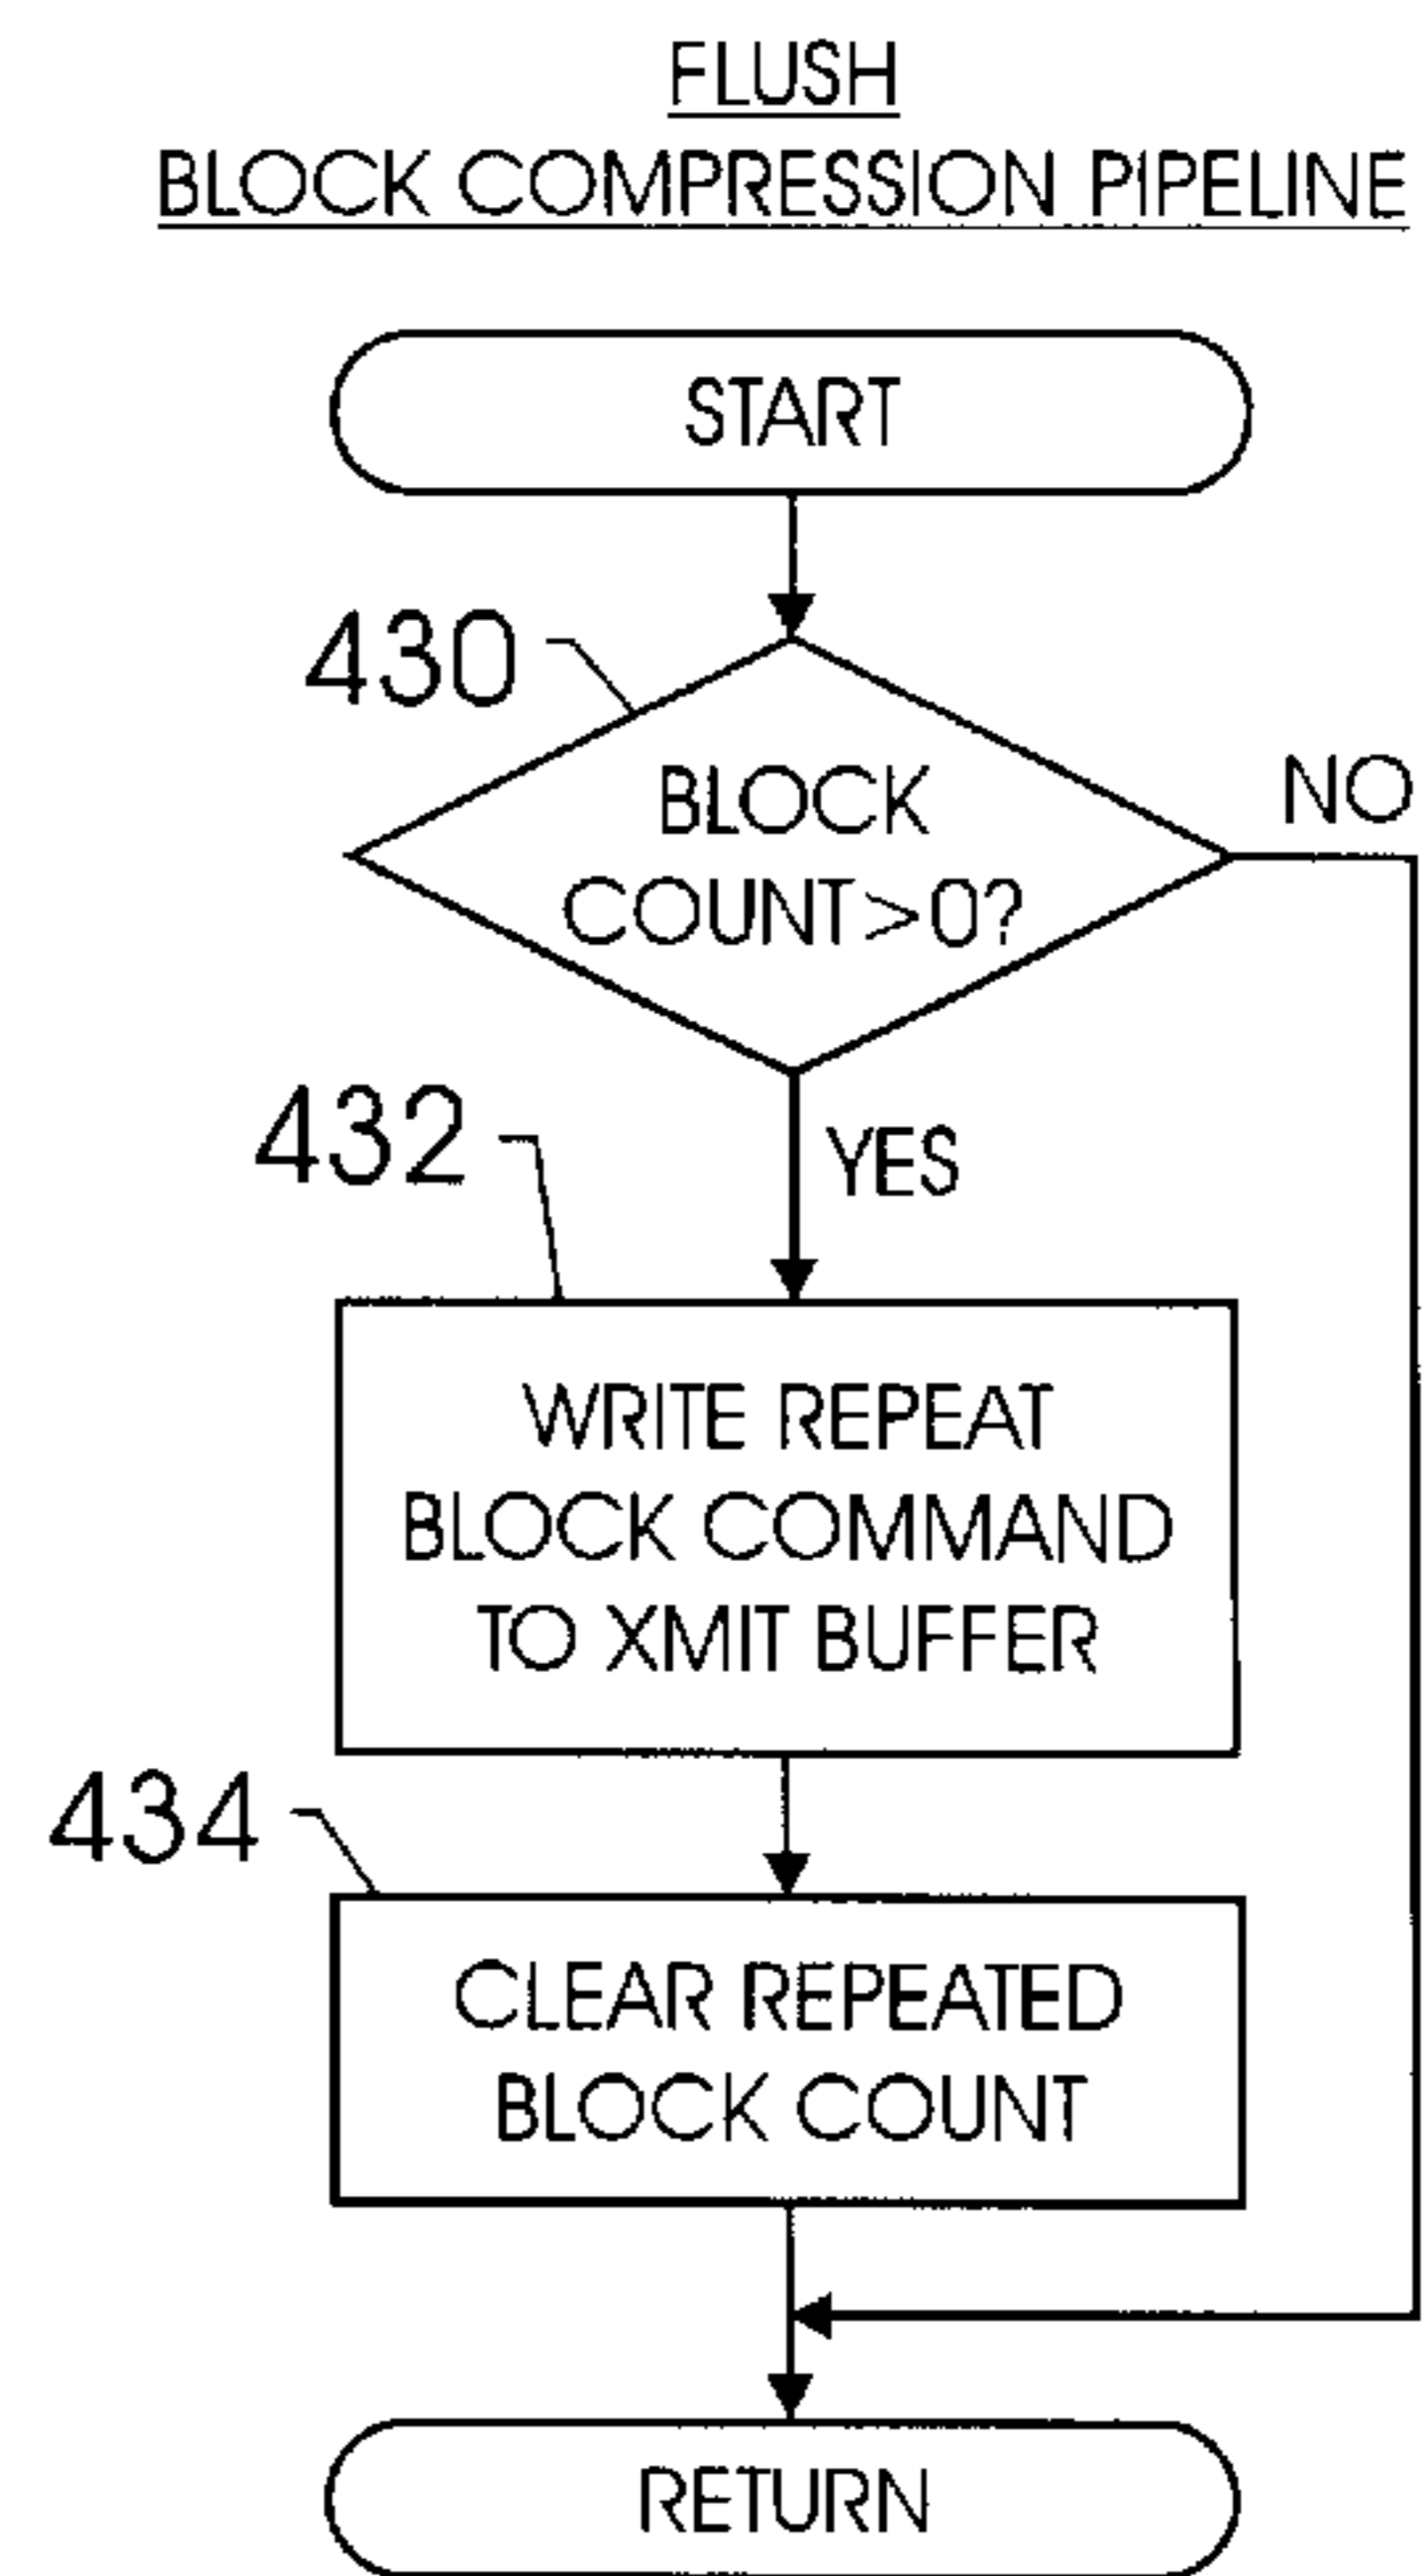 FLUSH
BLOCK COMPRESSION PIPELINE
START
430
BLOCK
COUNT>0?
NO
432
YES
WRITE REPEAT
BLOCK COMMAND
TO XMIT BUFFER
434
CLEAR REPEATED
BLOCK COUNT
RETURN